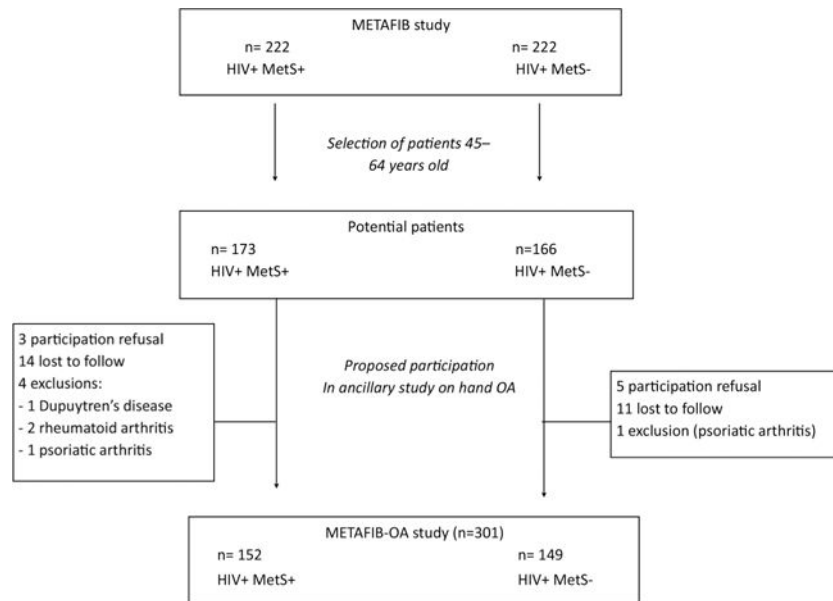 METAFIB study
n= 222
HIV+ MetS+
n= 222
HIV+ MetS-
Selection of patients 45–
64 years old
Potential patients
n= 173
HIV+ MetS+
n=166
HIV+ MetS-
3 participation refusal
14 lost to follow
4 exclusions:
- 1 Dupuytren's disease
- 2 rheumatoid arthritis
- 1 psoriatic arthritis
Proposed participation
In ancillary study on hand OA
5 participation refusal
11 lost to follow
1 exclusion (psoriatic arthritis)
METAFIB-OA study (n=301)
n= 152
HIV+ MetS+
n= 149
HIV+ MetS-